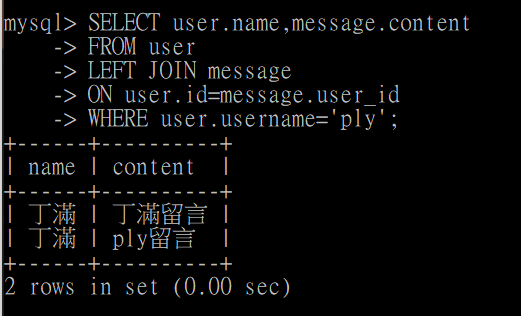 mysql> SELECT user.name,message.content
    -> FROM user
    -> LEFT JOIN message
    -> ON user.id=message.user_id
    -> WHERE user.username='ply';
+------+----------+
| name | content  |
+------+----------+
| 丁滿 | 丁滿留言 |
| 丁滿 | ply留言  |
+------+----------+
2 rows in set (0.00 sec)